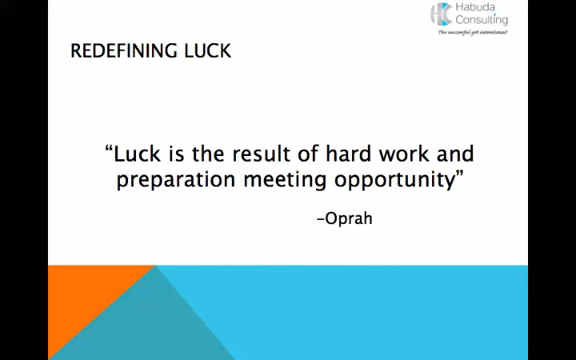 Habuda
Consulting
The successful get intentional!
REDEFINING LUCK
“Luck is the result of hard work and
preparation meeting opportunity”
–Oprah